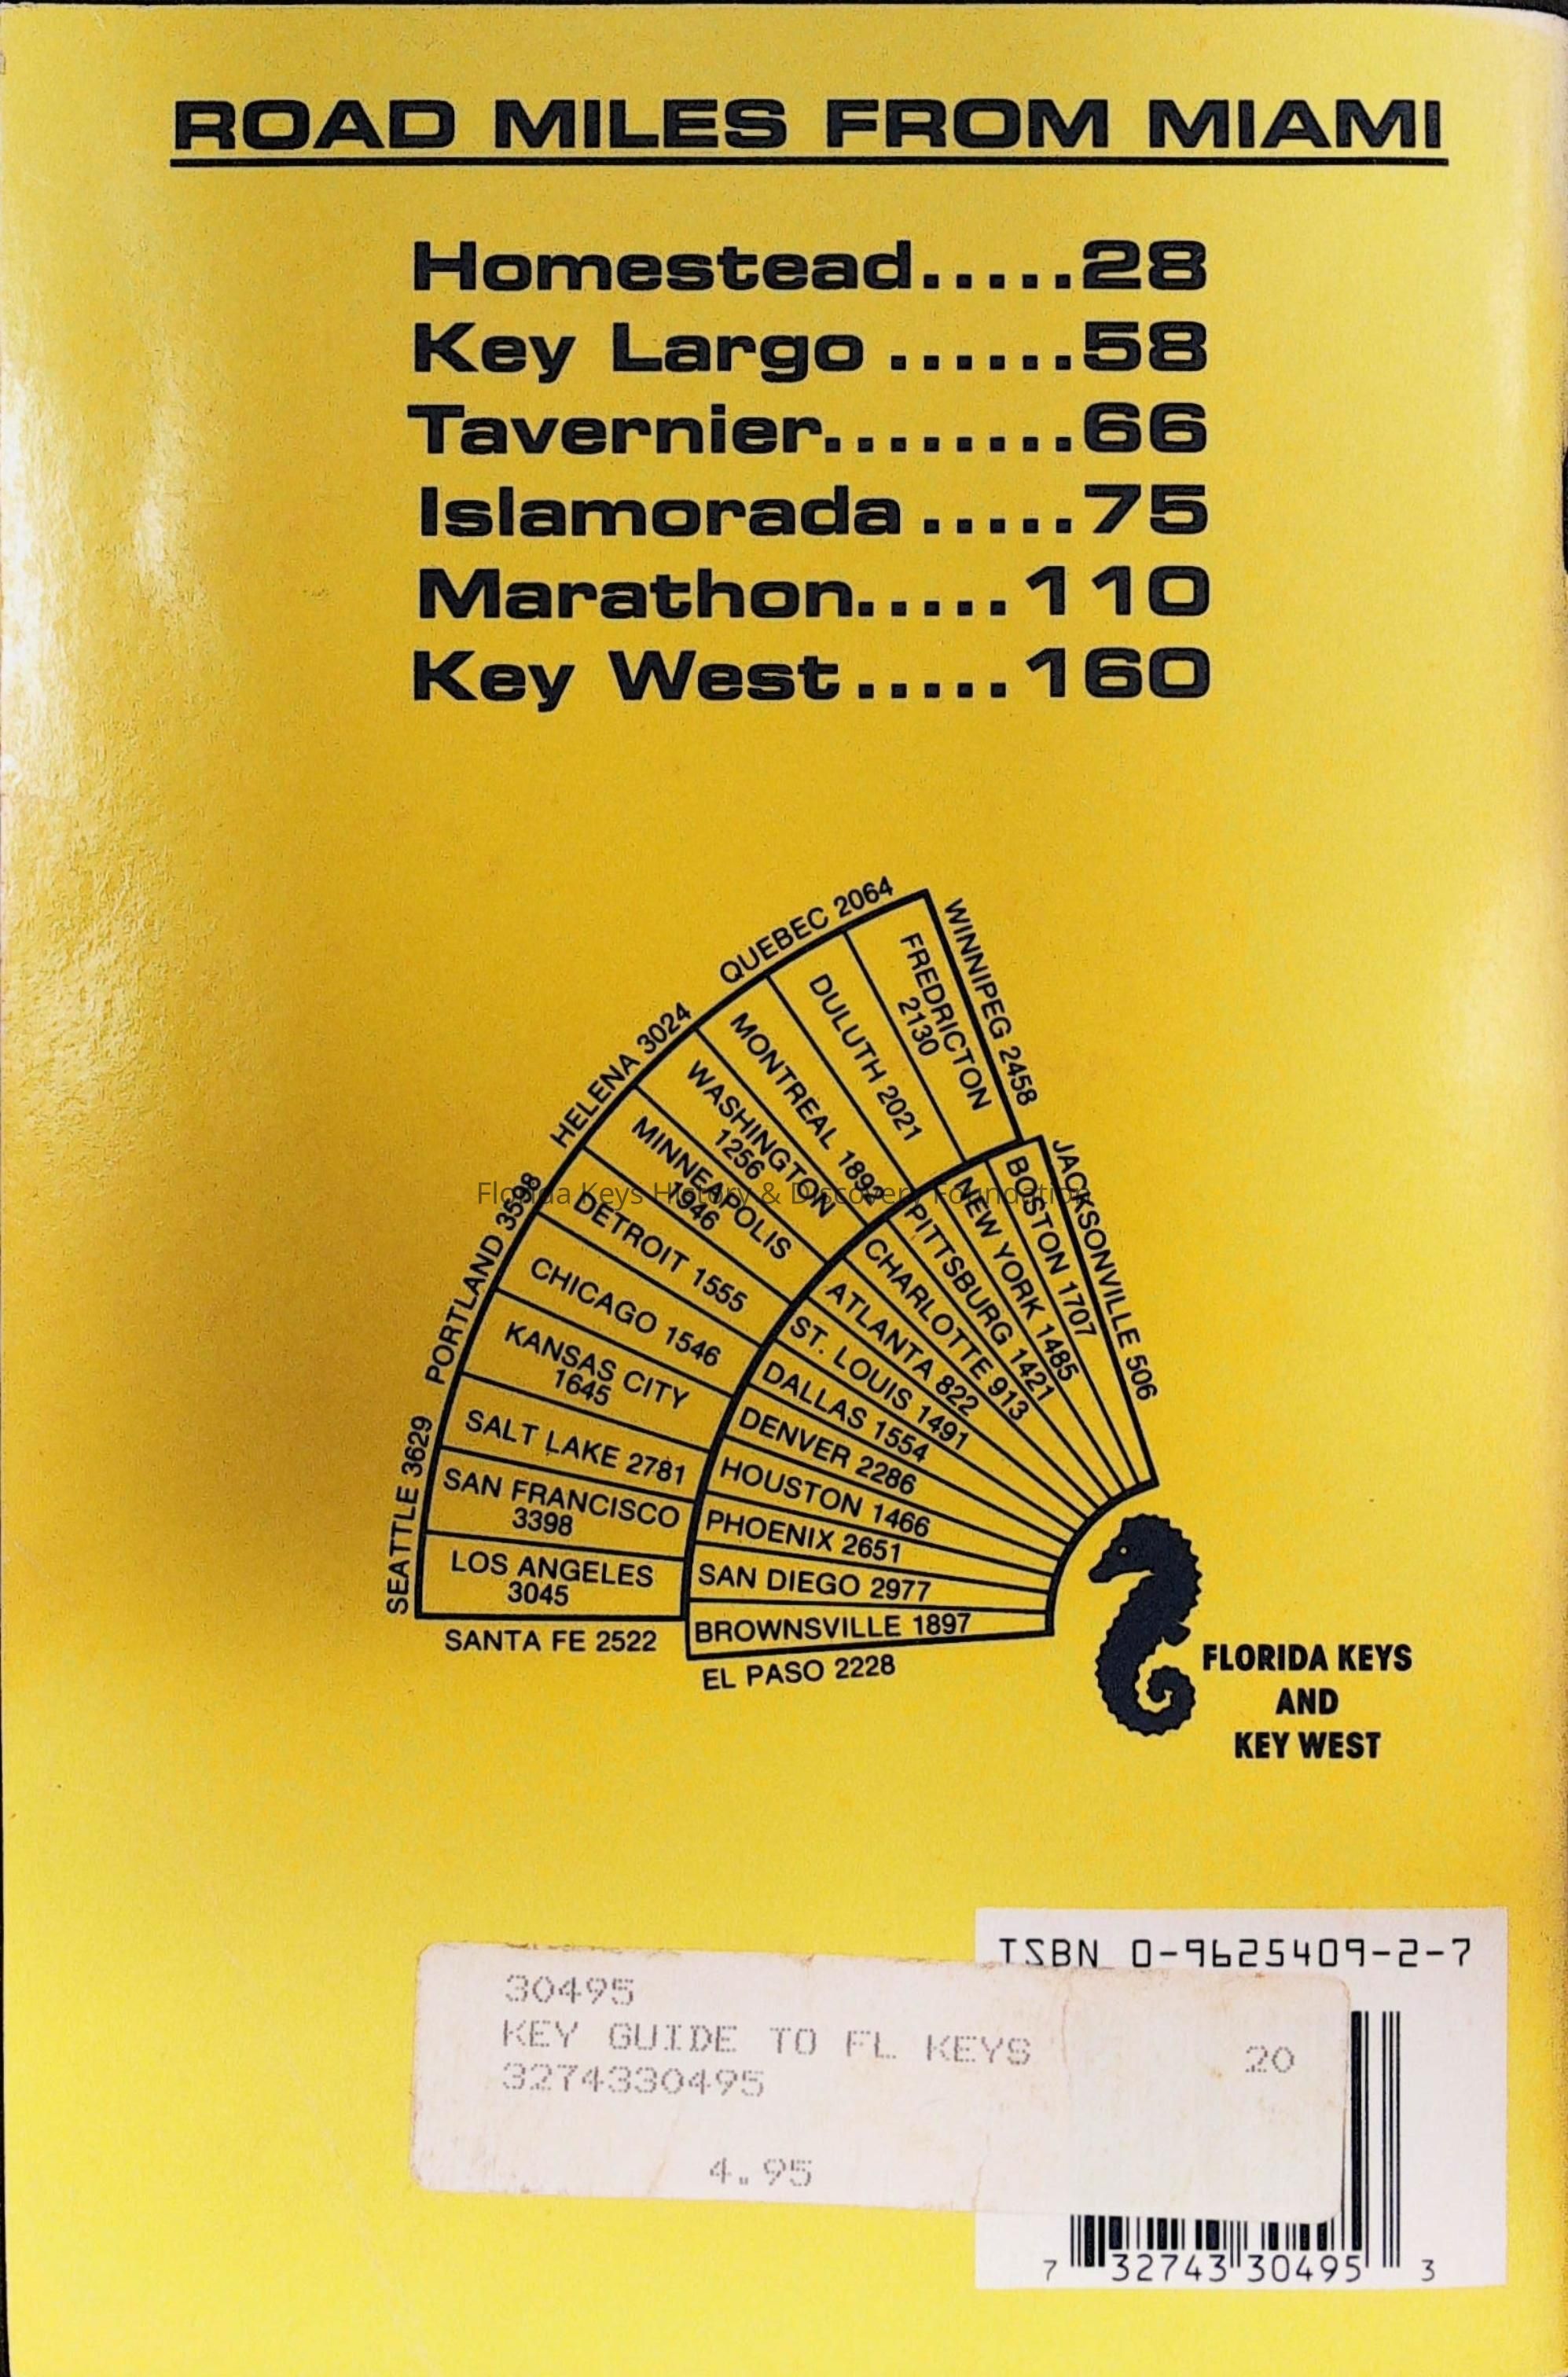 ROAD MILES FROM MIAMI
Homestead.....28
Key Largo ......58
Tavernier........66
Islamorada .....75
Marathon.....110
Key West.....160
WINNIPEG 2458
FREDRICTON
2130
QUEBEC 2064
DULUTH 2021
MONTREAL 1892
WASHINGTON
1256
HELENA 3024
MINNEAPOLIS
1946
DETROIT 1555
PORTLAND 3598
CHICAGO 1546
KANSAS CITY
1645
SALT LAKE 2781
SEATTLE 3629
SAN FRANCISCO
3398
LOS ANGELES
3045
SANTA FE 2522
JACKSONVILLE 506
BOSTON 1707
NEW YORK 1485
PITTSBURG 1421
CHARLOTTE 913
ATLANTA 822
ST. LOUIS 1491
DALLAS 1554
DENVER 2286
HOUSTON 1466
PHOENIX 2651
SAN DIEGO 2977
BROWNSVILLE 1897
EL PASO 2228
Florida Keys History & Discovery Foundation
FLORIDA KEYS
AND
KEY WEST
ISBN 0-9625409-2-7
30495
KEY GUIDE TO FL KEYS
20
3274330495
4.95
7 32743 30495 3